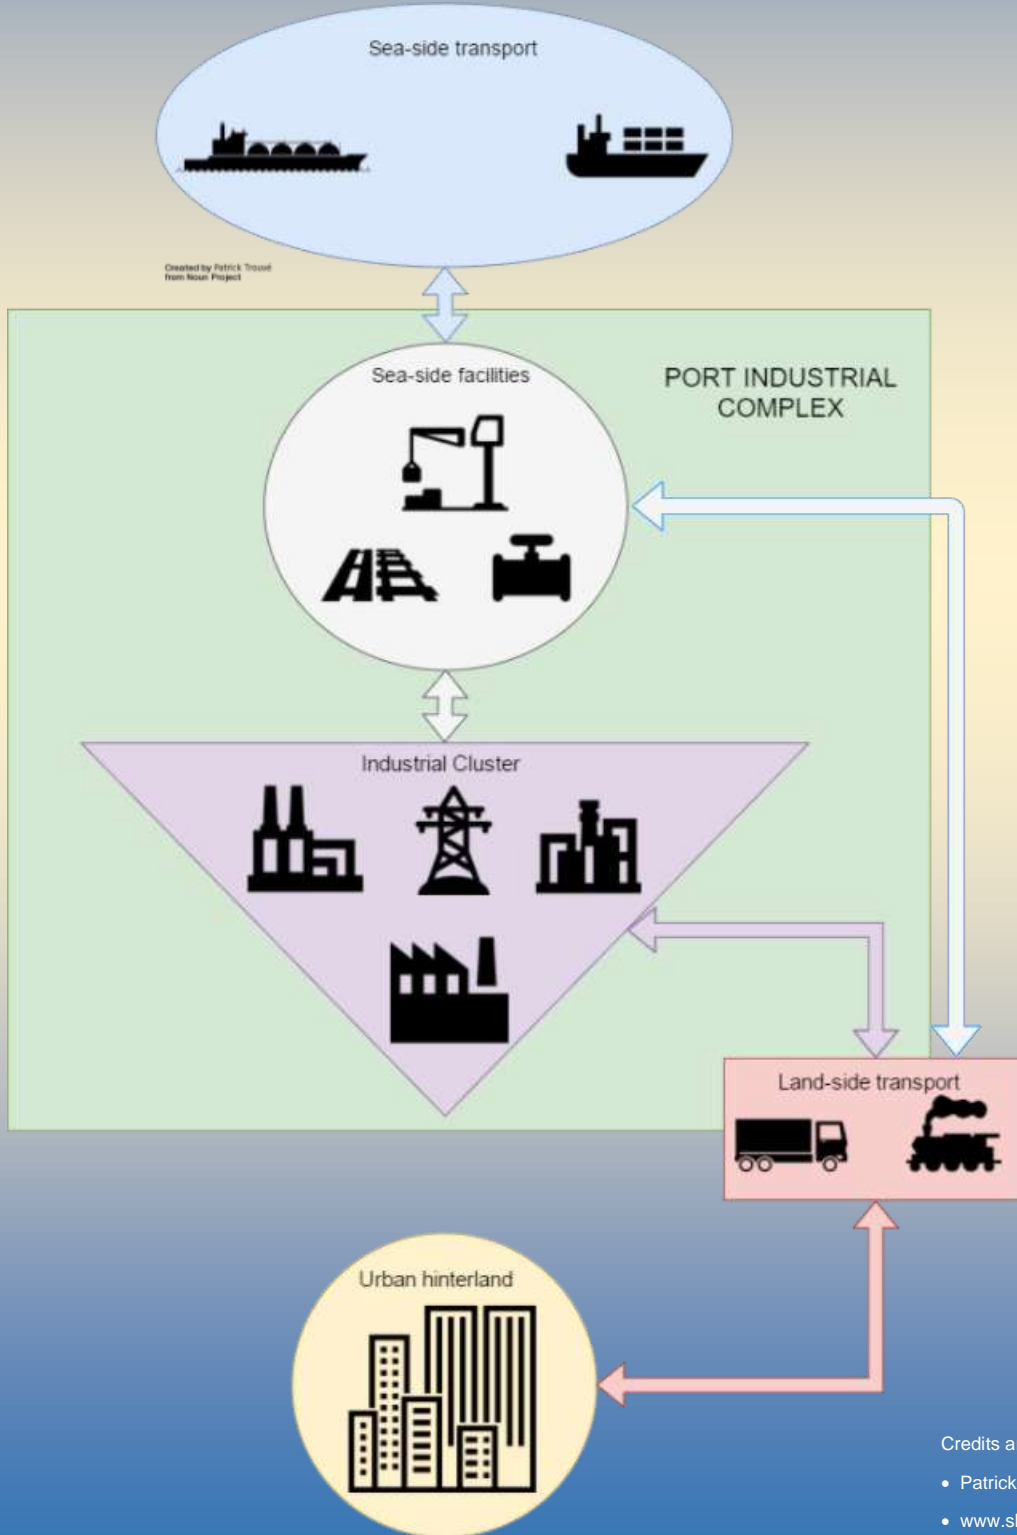 Sea-side transport
Created by Patrick Trouvé
from Noun Project
Sea-side facilities
PORT INDUSTRIAL
COMPLEX
Industrial Cluster
Land-side transport
Urban hinterland
Credits a
• Patrick
• www.sl